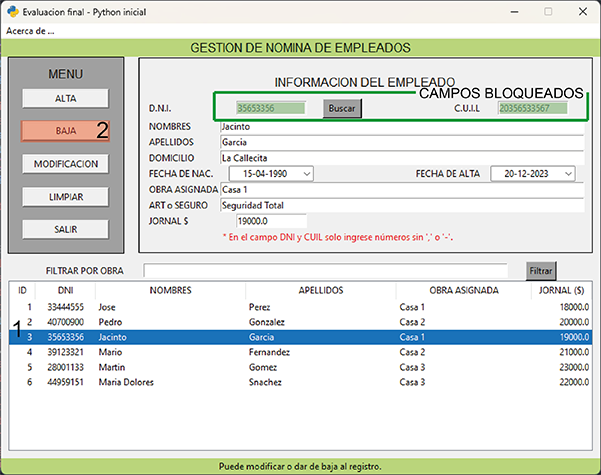 Evaluacion final - Python inicial
Acerca de ...
GESTION DE NOMINA DE EMPLEADOS
MENU
ALTA
BAJA 2
MODIFICACION
LIMPIAR
SALIR
INFORMACION DEL EMPLEADO
CAMPOS BLOQUEADOS
D.N.I. 35653356 Buscar C.U.I.L 20356533567
NOMBRES Jacinto
APELLIDOS Garcia
DOMICILIO La Callecita
FECHA DE NAC. 15-04-1990 FECHA DE ALTA 20-12-2023
OBRA ASIGNADA Casa 1
ART o SEGURO Seguridad Total
JORNAL $ 19000.0
* En el campo DNI y CUIL solo ingrese números sin ',' o '-'.
FILTRAR POR OBRA Filtrar
ID DNI NOMBRES APELLIDOS OBRA ASIGNADA JORNAL ($)
1 33444555 Jose Perez Casa 1 18000.0
2 40700900 Pedro Gonzalez Casa 2 20000.0
1 3 35653356 Jacinto Garcia Casa 1 19000.0
4 39123321 Mario Fernandez Casa 2 21000.0
5 28001133 Martin Gomez Casa 3 23000.0
6 44959151 Maria Dolores Snachez Casa 3 22000.0
Puede modificar o dar de baja al registro.